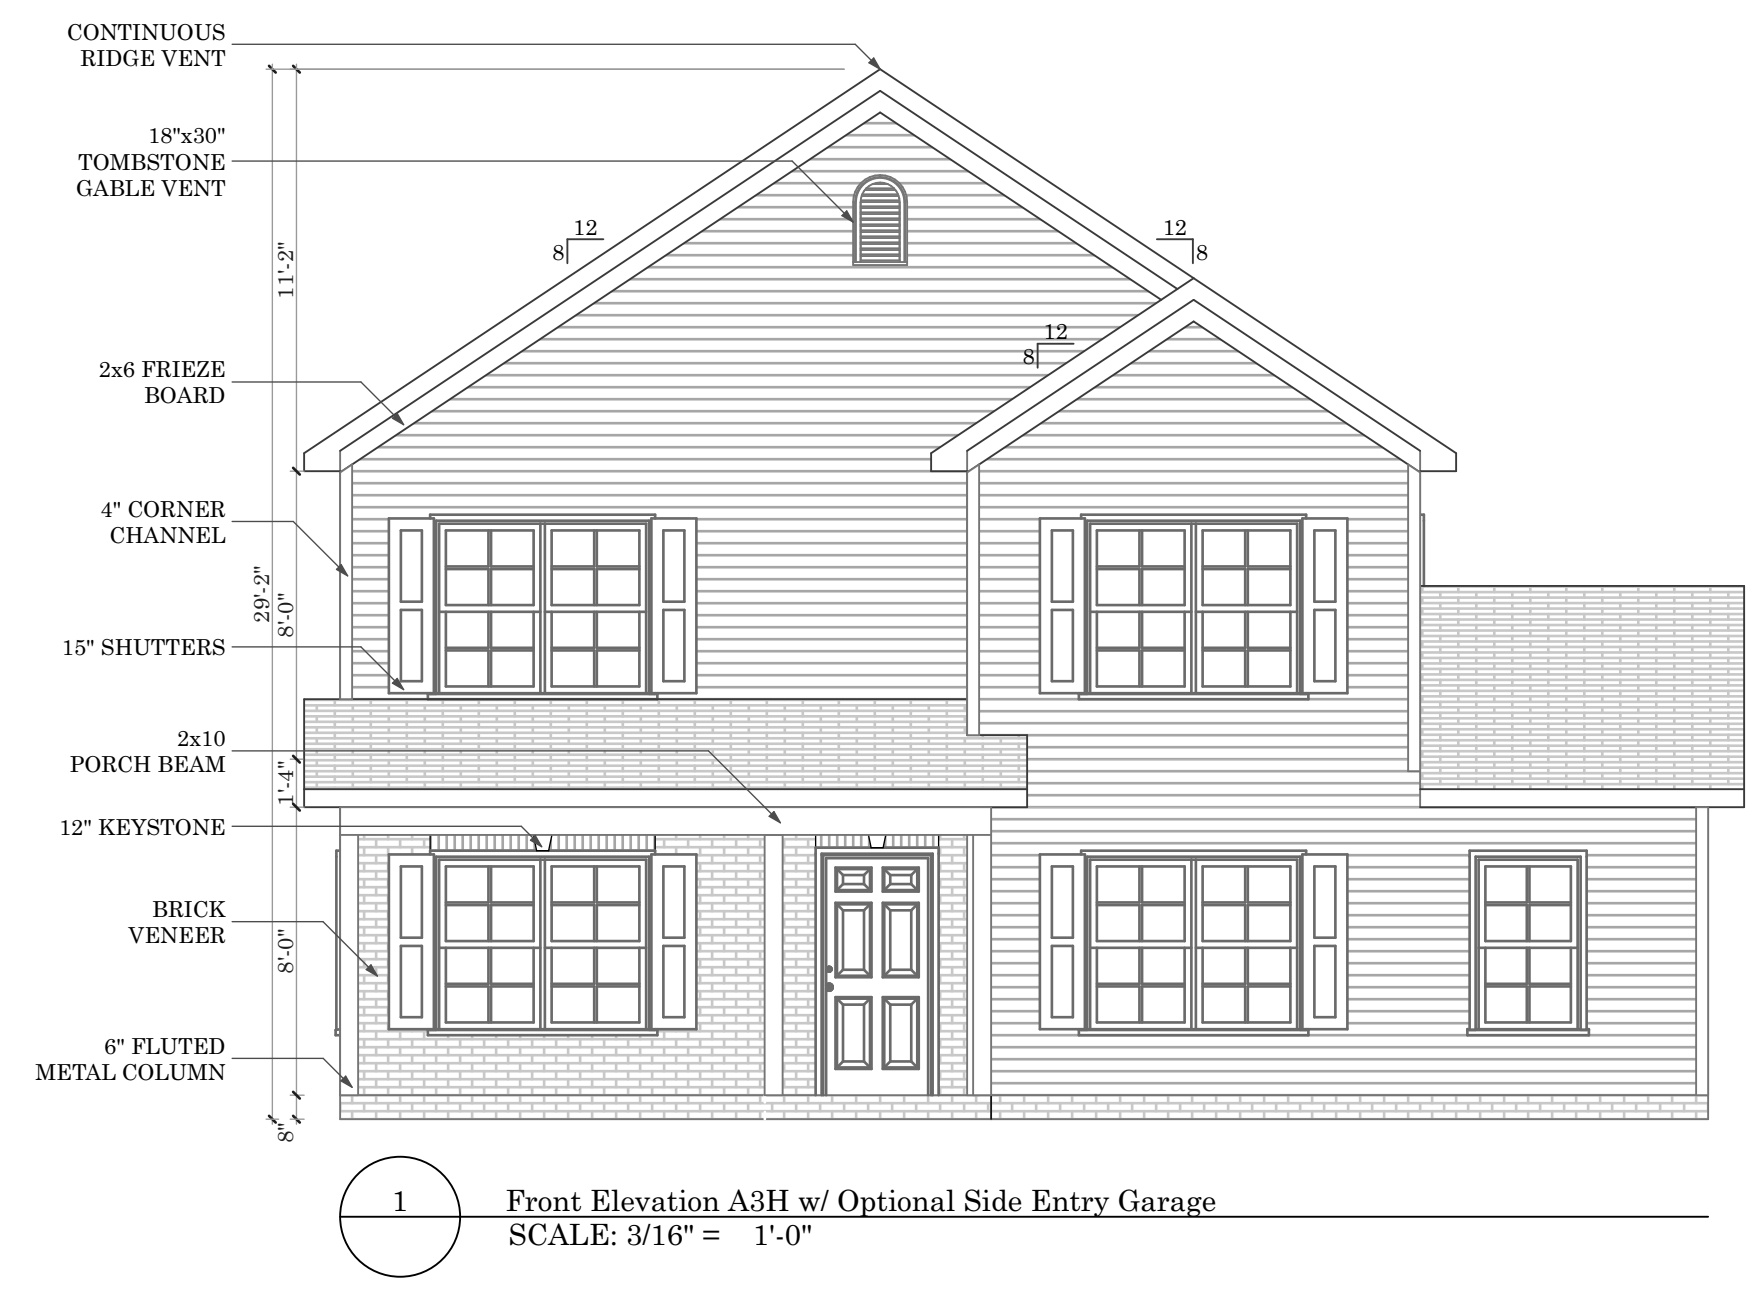 CONTINUOUS
RIDGE VENT
18"x30"
TOMBSTONE
GABLE VENT
12
8
12
8
11'-2"
12
8
2x6 FRIEZE
BOARD
4" CORNER
CHANNEL
29'-2"
8'-0"
15" SHUTTERS
2x10
PORCH BEAM
1'-4"
12" KEYSTONE
BRICK
VENEER
8'-0"
6" FLUTED
METAL COLUMN
8"
1
Front Elevation A3H w/ Optional Side Entry Garage
SCALE: 3/16" = 1'-0"